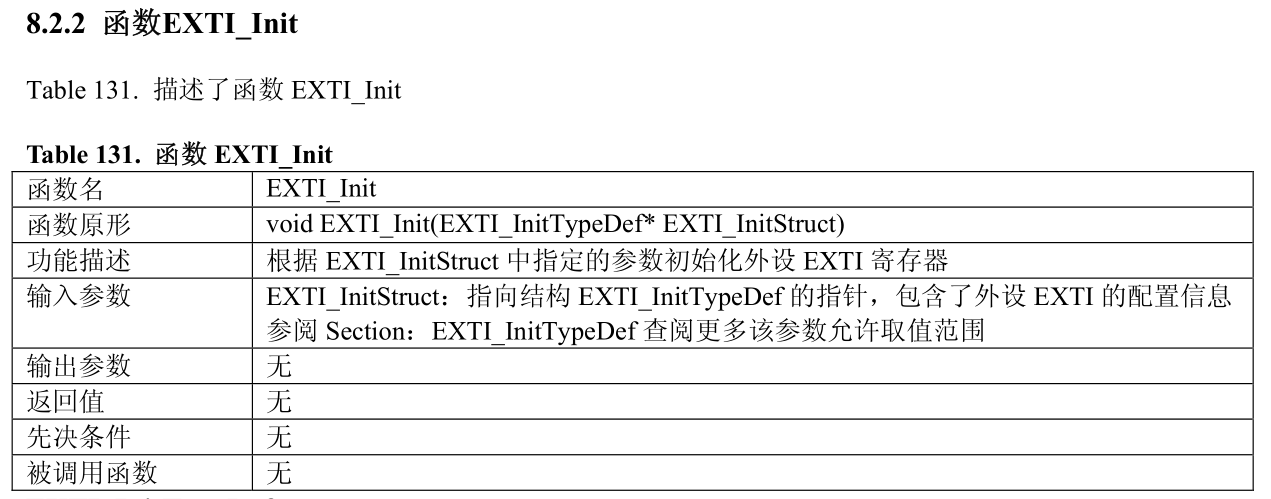 8.2.2 函数EXTI_Init
Table 131. 描述了函数 EXTI_Init
Table 131. 函数 EXTI_Init
函数名 EXTI_Init
函数原形 void EXTI_Init(EXTI_InitTypeDef* EXTI_InitStruct)
功能描述 根据 EXTI_InitStruct 中指定的参数初始化外设 EXTI 寄存器
输入参数 EXTI_InitStruct：指向结构 EXTI_InitTypeDef 的指针，包含了外设 EXTI 的配置信息
参阅 Section：EXTI_InitTypeDef 查阅更多该参数允许取值范围
输出参数 无
返回值 无
先决条件 无
被调用函数 无